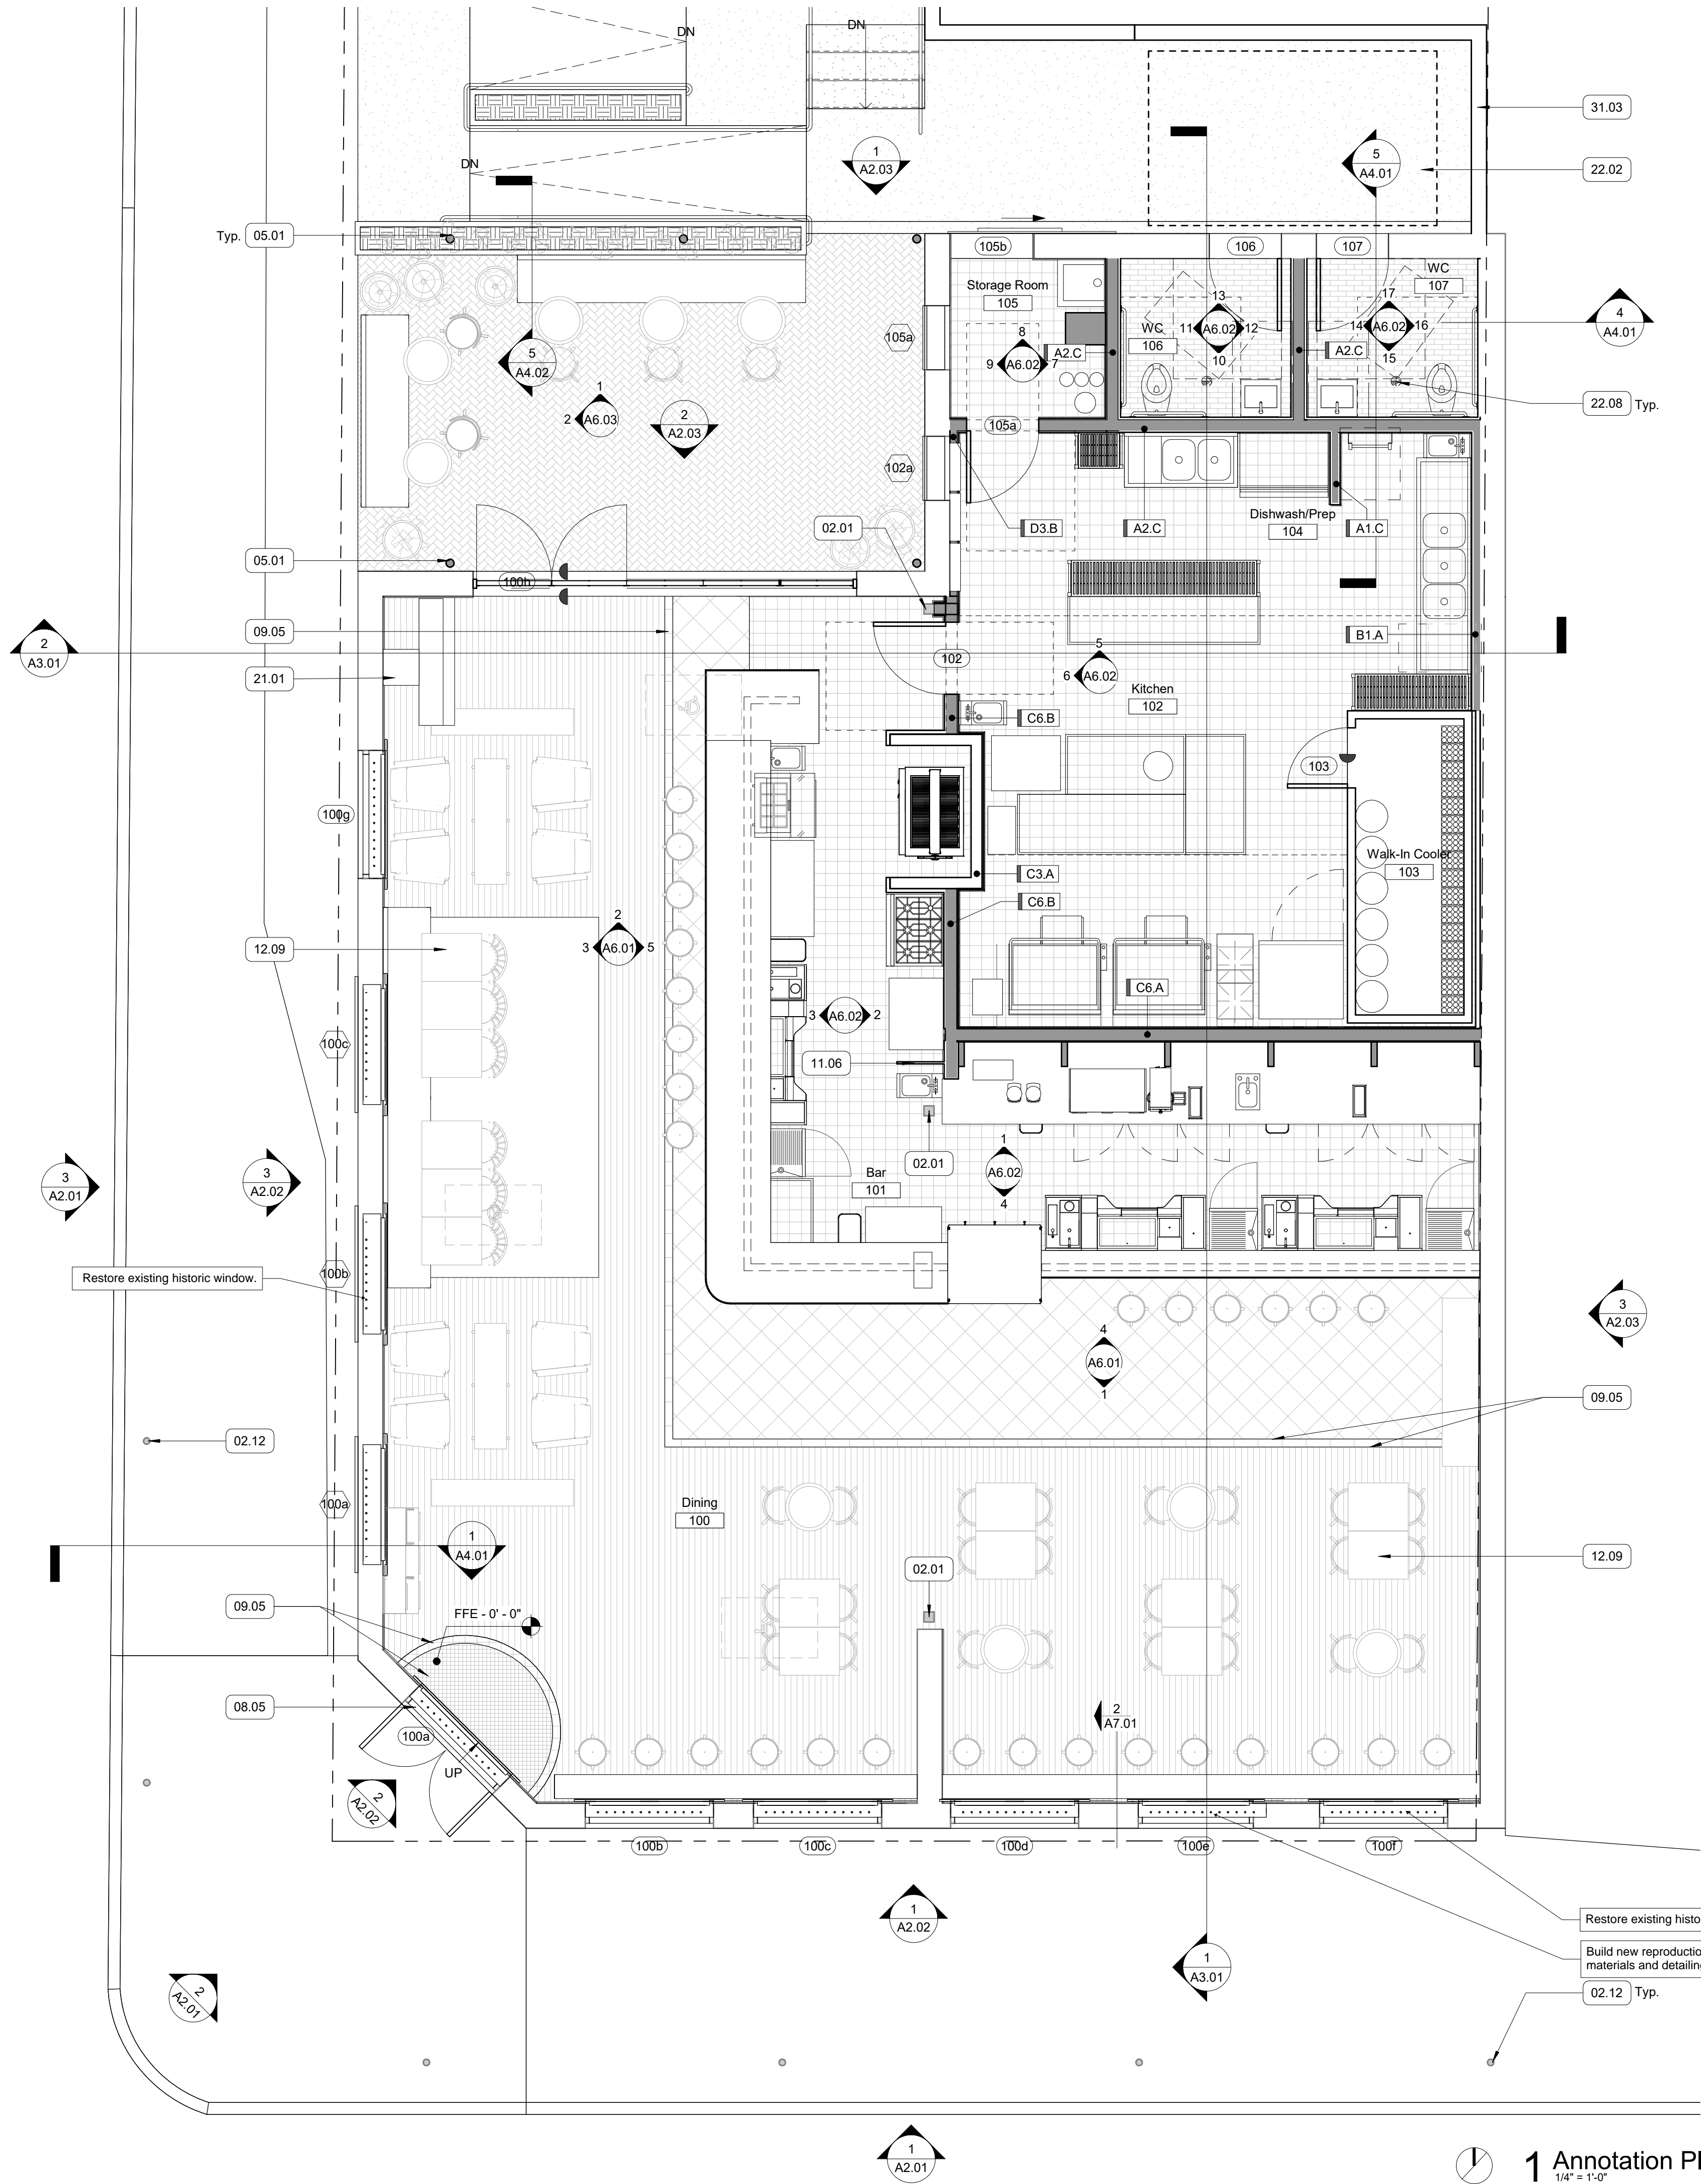 DN
DN
DN
31.03
1
A2.03
5
A4.01
22.02
Typ. 05.01
105b
106
107
WC
107
Storage Room
105
13
17
4
A4.01
105a
11 A6.02 12
14 A6.02 16
WC
106
8
9 A6.02 7
A2.C
A2.C
10
15
5
A4.02
1
2 A6.03
2
A2.03
22.08 Typ.
105a
102a
02.01
D3.B
A2.C
Dishwash/Prep
104
A1.C
05.01
100h
09.05
B1.A
2
A3.01
102
5
6 A6.02
21.01
Kitchen
102
C6.B
103
100g
Walk-In Cooler
103
C3.A
C6.B
2
3 A6.01 5
12.09
C6.A
3 A6.02 2
100c
11.06
3
A2.01
3
A2.02
02.01
1
A6.02
4
Bar
101
Restore existing historic window.
100b
3
A2.03
4
A6.01
1
09.05
02.12
100a
Dining
100
1
A4.01
12.09
02.01
09.05
FFE - 0' - 0"
08.05
100a
2
A7.01
UP
2
A2.02
100b
100c
100d
100e
100f
1
A2.02
Restore existing histo
Build new reproductio
materials and detailin
1
A3.01
02.12 Typ.
2
A2.01
1
A2.01
1 Annotation Pl
1/4" = 1'-0"